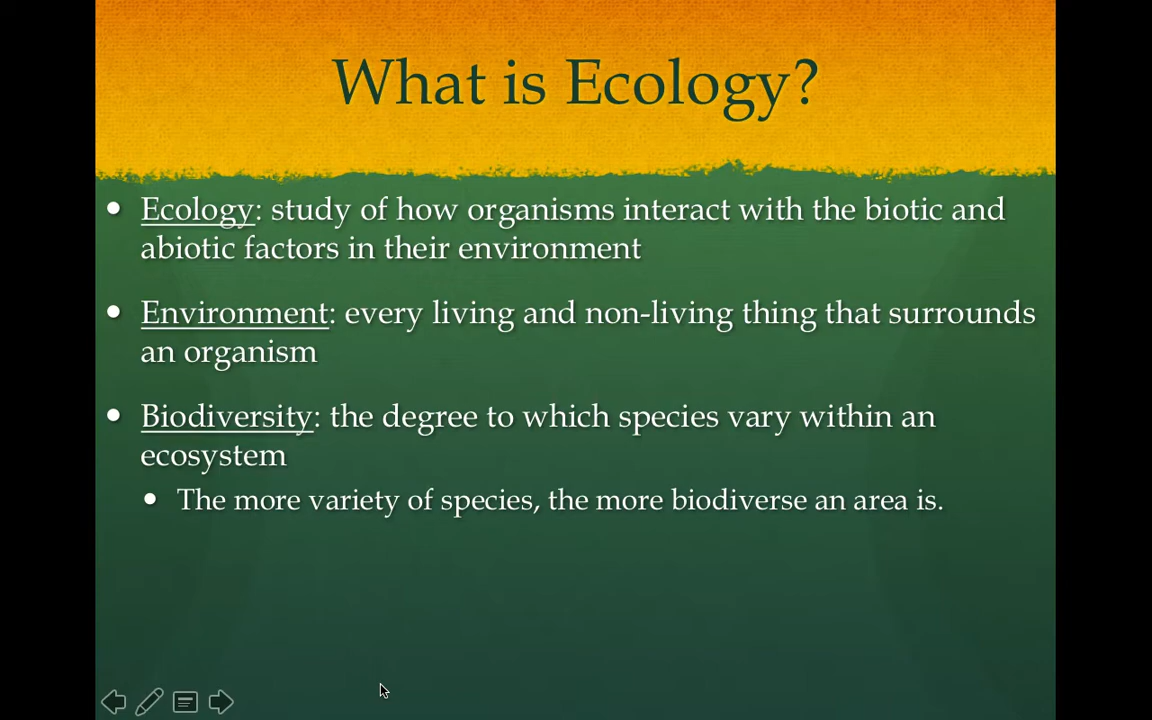 What is Ecology?
• Ecology: study of how organisms interact with the biotic and
abiotic factors in their environment
• Environment: every living and non-living thing that surrounds
an organism
• Biodiversity: the degree to which species vary within an
ecosystem
• The more variety of species, the more biodiverse an area is.